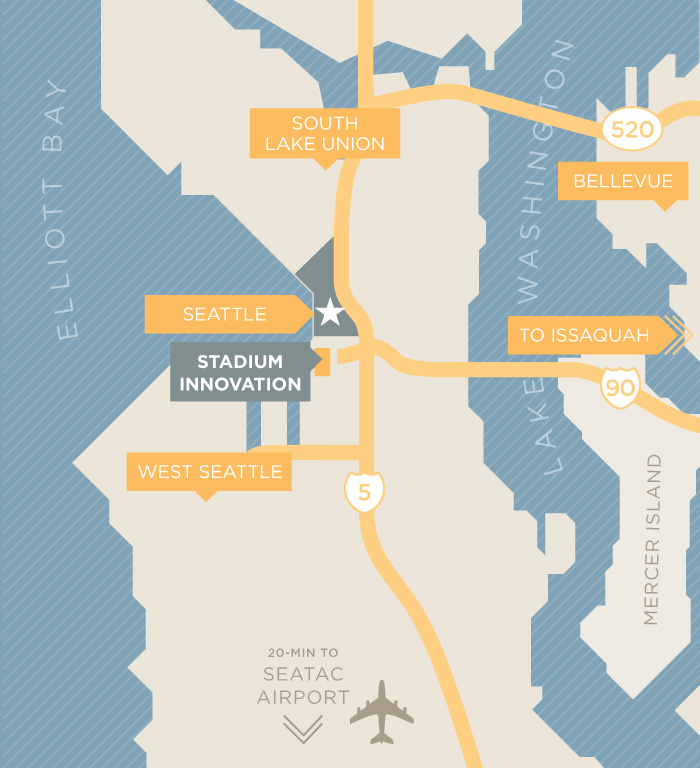 ELLIOTT BAY
SOUTH
LAKE UNION
LAKE WASHINGTON
520
BELLEVUE
SEATTLE
TO ISSAQUAH
STADIUM
INNOVATION
90
WEST SEATTLE
5
MERCER ISLAND
20-MIN TO
SEATAC
AIRPORT